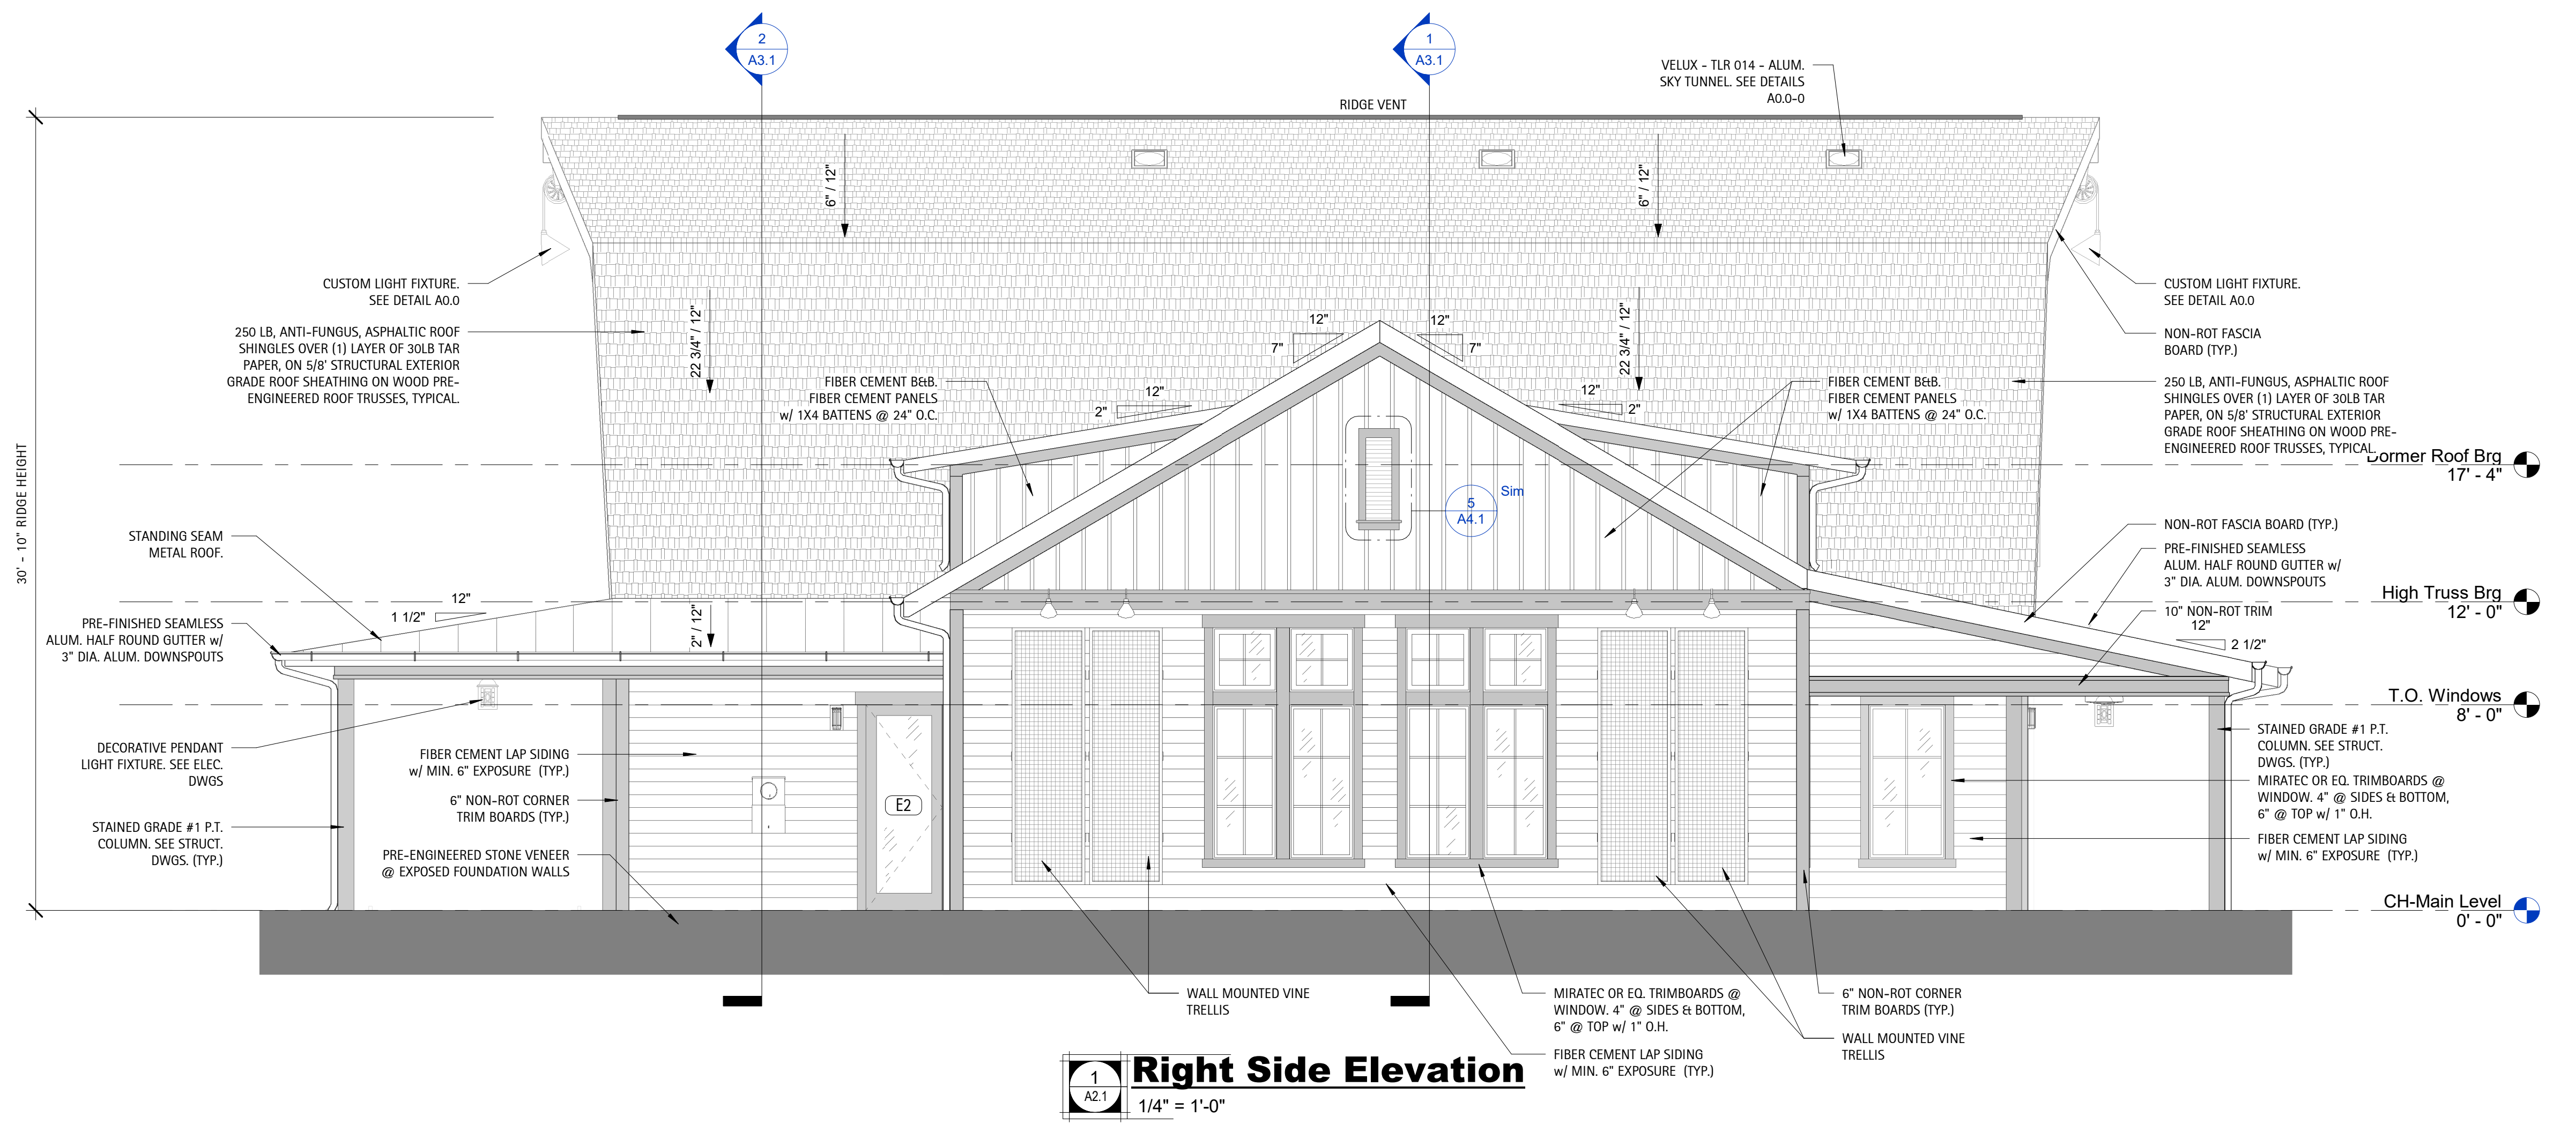 2
A3.1
1
A3.1
RIDGE VENT
VELUX - TLR 014 - ALUM.
SKY TUNNEL. SEE DETAILS
A0.0-0
6" / 12"
6" / 12"
CUSTOM LIGHT FIXTURE.
SEE DETAIL A0.0
250 LB, ANTI-FUNGUS, ASPHALTIC ROOF
SHINGLES OVER (1) LAYER OF 30LB TAR
PAPER, ON 5/8' STRUCTURAL EXTERIOR
GRADE ROOF SHEATHING ON WOOD PRE-
ENGINEERED ROOF TRUSSES, TYPICAL.
22 3/4" / 12"
22 3/4" / 12"
12"
7"
12"
7"
12"
2"
12"
2"
FIBER CEMENT B&B.
FIBER CEMENT PANELS
w/ 1X4 BATTENS @ 24" O.C.
FIBER CEMENT B&B.
FIBER CEMENT PANELS
w/ 1X4 BATTENS @ 24" O.C.
CUSTOM LIGHT FIXTURE.
SEE DETAIL A0.0
NON-ROT FASCIA
BOARD (TYP.)
250 LB, ANTI-FUNGUS, ASPHALTIC ROOF
SHINGLES OVER (1) LAYER OF 30LB TAR
PAPER, ON 5/8' STRUCTURAL EXTERIOR
GRADE ROOF SHEATHING ON WOOD PRE-
ENGINEERED ROOF TRUSSES, TYPICAL.
Dormer Roof Brg
17' - 4"
5
A4.1
Sim
30' - 10" RIDGE HEIGHT
STANDING SEAM
METAL ROOF.
12"
1 1/2"
2" / 12"
PRE-FINISHED SEAMLESS
ALUM. HALF ROUND GUTTER w/
3" DIA. ALUM. DOWNSPOUTS
NON-ROT FASCIA BOARD (TYP.)
PRE-FINISHED SEAMLESS
ALUM. HALF ROUND GUTTER w/
3" DIA. ALUM. DOWNSPOUTS
10" NON-ROT TRIM
12"
2 1/2"
High Truss Brg
12' - 0"
T.O. Windows
8' - 0"
DECORATIVE PENDANT
LIGHT FIXTURE. SEE ELEC.
DWGS
STAINED GRADE #1 P.T.
COLUMN. SEE STRUCT.
DWGS. (TYP.)
FIBER CEMENT LAP SIDING
w/ MIN. 6" EXPOSURE (TYP.)
6" NON-ROT CORNER
TRIM BOARDS (TYP.)
PRE-ENGINEERED STONE VENEER
@ EXPOSED FOUNDATION WALLS
E2
STAINED GRADE #1 P.T.
COLUMN. SEE STRUCT.
DWGS. (TYP.)
MIRATEC OR EQ. TRIMBOARDS @
WINDOW. 4" @ SIDES & BOTTOM,
6" @ TOP w/ 1" O.H.
FIBER CEMENT LAP SIDING
w/ MIN. 6" EXPOSURE (TYP.)
CH-Main Level
0' - 0"
WALL MOUNTED VINE
TRELLIS
MIRATEC OR EQ. TRIMBOARDS @
WINDOW. 4" @ SIDES & BOTTOM,
6" @ TOP w/ 1" O.H.
FIBER CEMENT LAP SIDING
w/ MIN. 6" EXPOSURE (TYP.)
6" NON-ROT CORNER
TRIM BOARDS (TYP.)
WALL MOUNTED VINE
TRELLIS
1
A2.1
Right Side Elevation
1/4" = 1'-0"